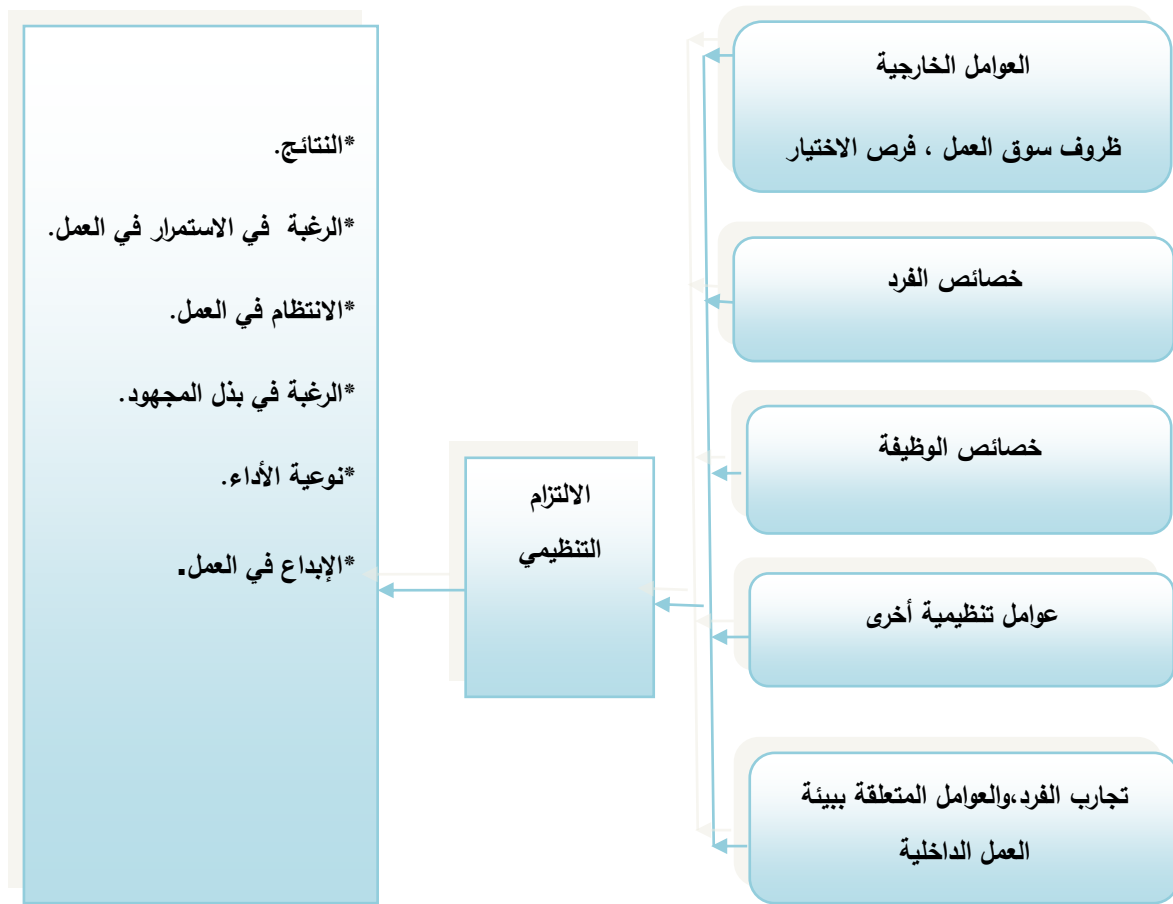 العوامل الخارجية
ظروف سوق العمل ، فرص الاختيار
خصائص الفرد
خصائص الوظيفة
عوامل تنظيمية أخرى
تجارب الفرد،والعوامل المتعلقة ببيئة
العمل الداخلية
الالتزام
التنظيمي
*النتائج.
*الرغبة في الاستمرار في العمل.
*الانتظام في العمل.
*الرغبة في بذل المجهود.
*نوعية الأداء.
*الإبداع في العمل.